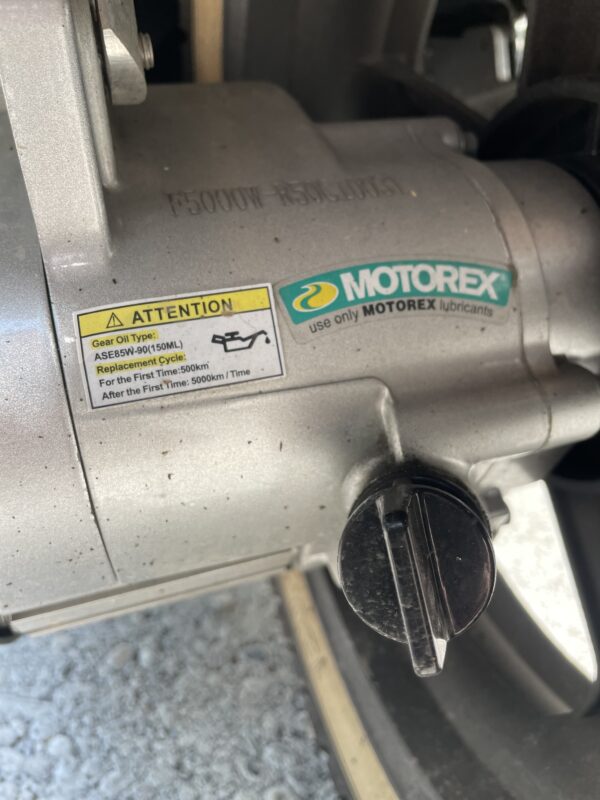 ATTENTION
Gear Oil Type:
ASE85W-90(150ML)
Replacement Cycle:
For the First Time:500km
After the First Time: 5000km / Time
MOTOREX
use only MOTOREX lubricants